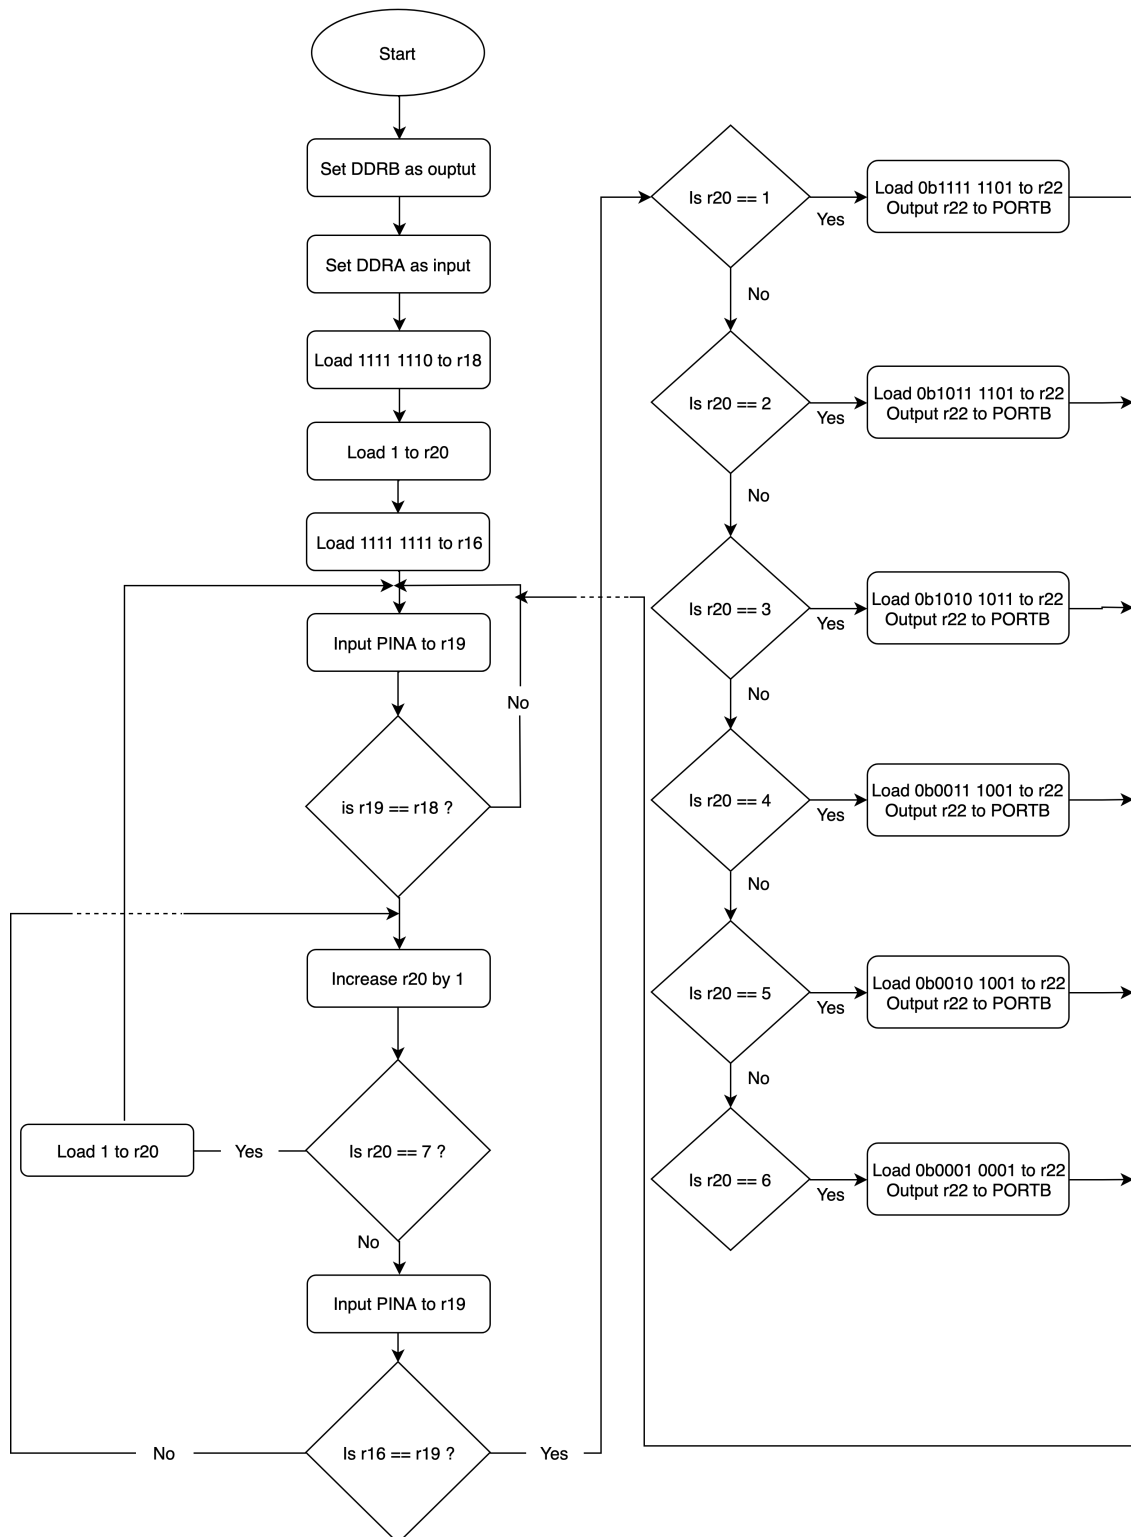 Start
Set DDRB as ouptut
Set DDRA as input
Load 1111 1110 to r18
Load 1 to r20
Load 1111 1111 to r16
Input PINA to r19
No
is r19 == r18 ?
Increase r20 by 1
Is r20 == 7 ?
Yes
Load 1 to r20
No
Input PINA to r19
Is r16 == r19 ?
No
Yes
Is r20 == 1
Yes
Load 0b1111 1101 to r22
Output r22 to PORTB
No
Is r20 == 2
Yes
Load 0b1011 1101 to r22
Output r22 to PORTB
No
Is r20 == 3
Yes
Load 0b1010 1011 to r22
Output r22 to PORTB
No
Is r20 == 4
Yes
Load 0b0011 1001 to r22
Output r22 to PORTB
No
Is r20 == 5
Yes
Load 0b0010 1001 to r22
Output r22 to PORTB
No
Is r20 == 6
Yes
Load 0b0001 0001 to r22
Output r22 to PORTB